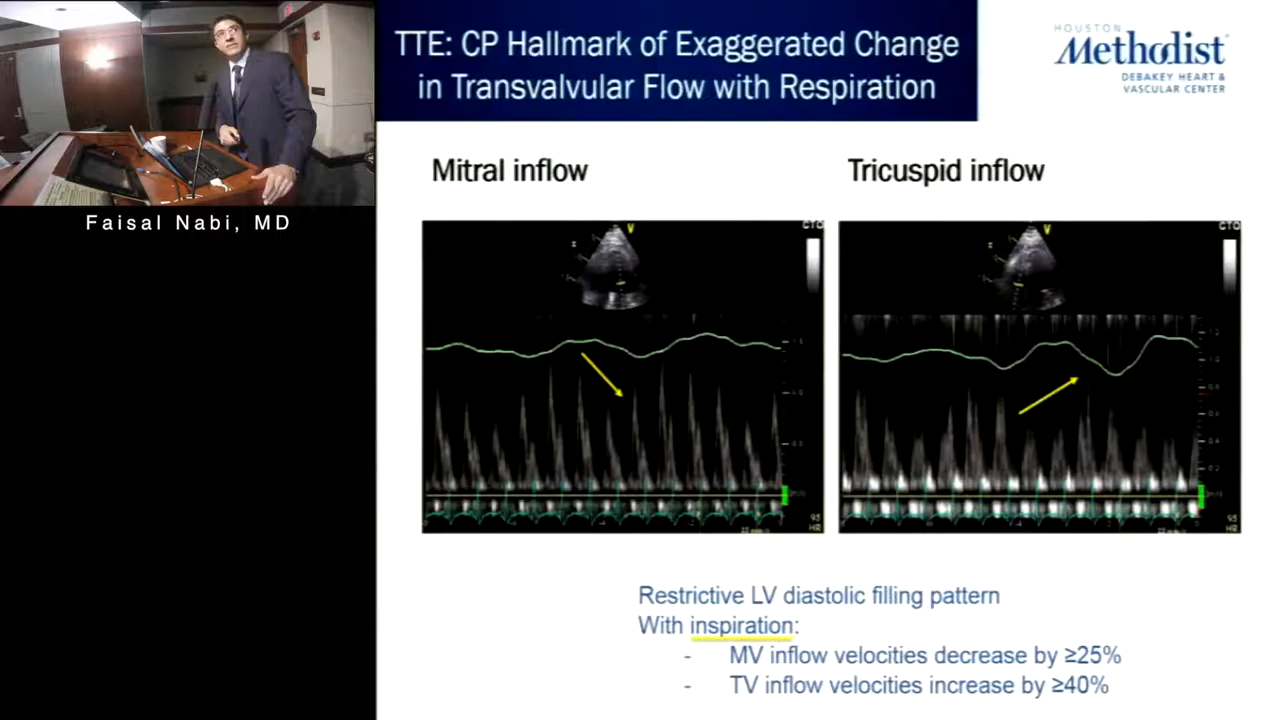 TTE: CP Hallmark of Exaggerated Change
in Transvalvular Flow with Respiration
HOUSTON
Methodist
DEBAKEY HEART &
VASCULAR CENTER
Faisal Nabi, MD
Mitral inflow
Tricuspid inflow
V
V
HR
HR
Restrictive LV diastolic filling pattern
With inspiration:
- MV inflow velocities decrease by ≥25%
- TV inflow velocities increase by ≥40%